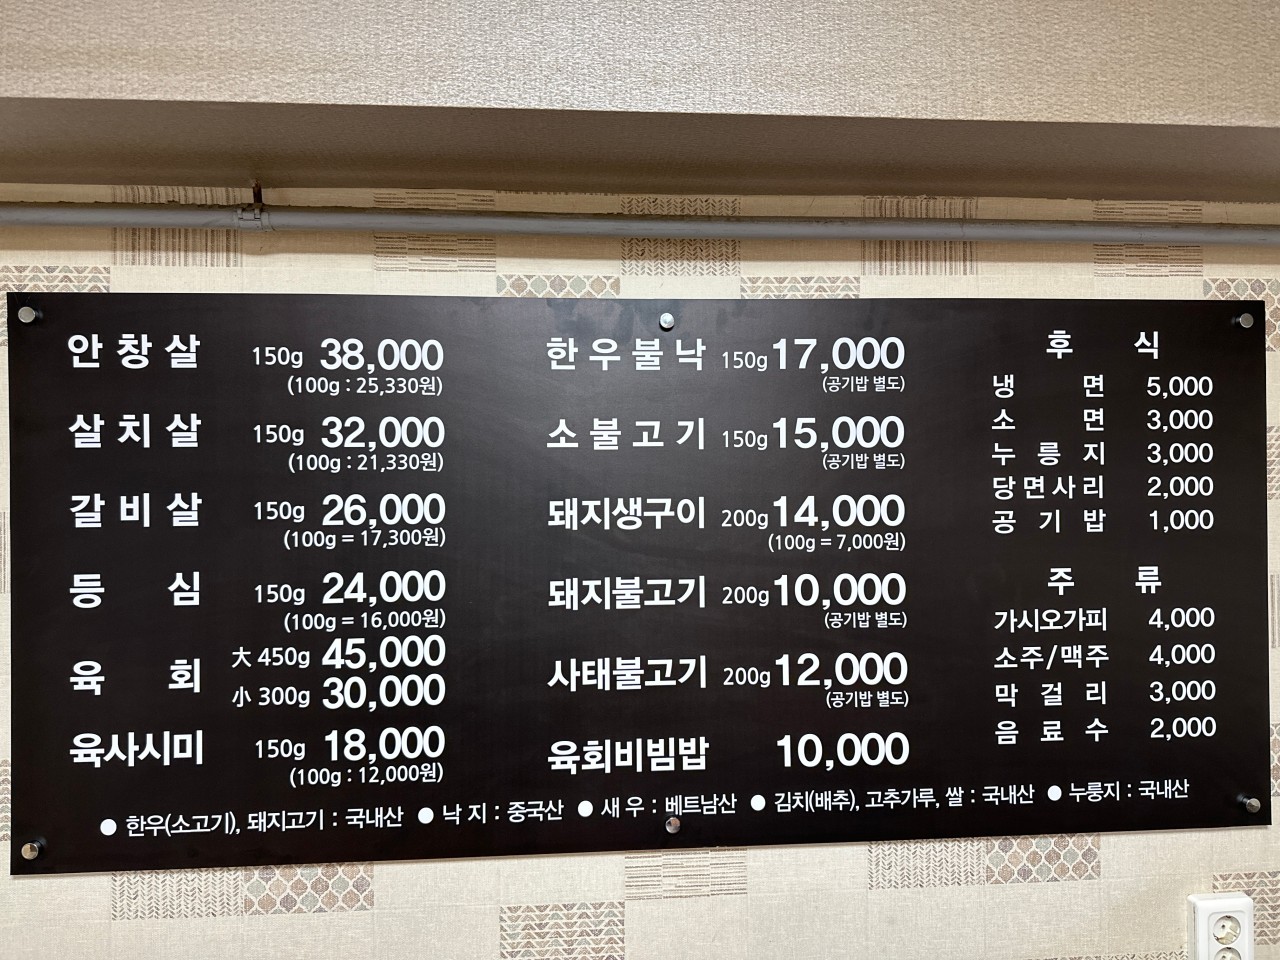 안창살 150g 38,000
(100g : 25,330원)
살치살 150g 32,000
(100g : 21,330원)
갈비살 150g 26,000
(100g = 17,300원)
등심 150g 24,000
(100g = 16,000원)
육회 大 450g 45,000
小 300g 30,000
육사시미 150g 18,000
(100g : 12,000원)
한우불낙 150g 17,000
(공기밥 별도)
소불고기 150g 15,000
(공기밥 별도)
돼지생구이 200g 14,000
(100g = 7,000원)
돼지불고기 200g 10,000
(공기밥 별도)
사태불고기 200g 12,000
(공기밥 별도)
육회비빔밥 10,000
후식
냉면 5,000
소면 3,000
누릉지 3,000
당면사리 2,000
공기밥 1,000
주류
가시오가피 4,000
소주/맥주 4,000
막걸리 3,000
음료수 2,000
● 한우(소고기), 돼지고기 : 국내산 ● 낙지 : 중국산 ● 새우 : 베트남산 ● 김치(배추), 고추가루, 쌀 : 국내산 ● 누룽지 : 국내산